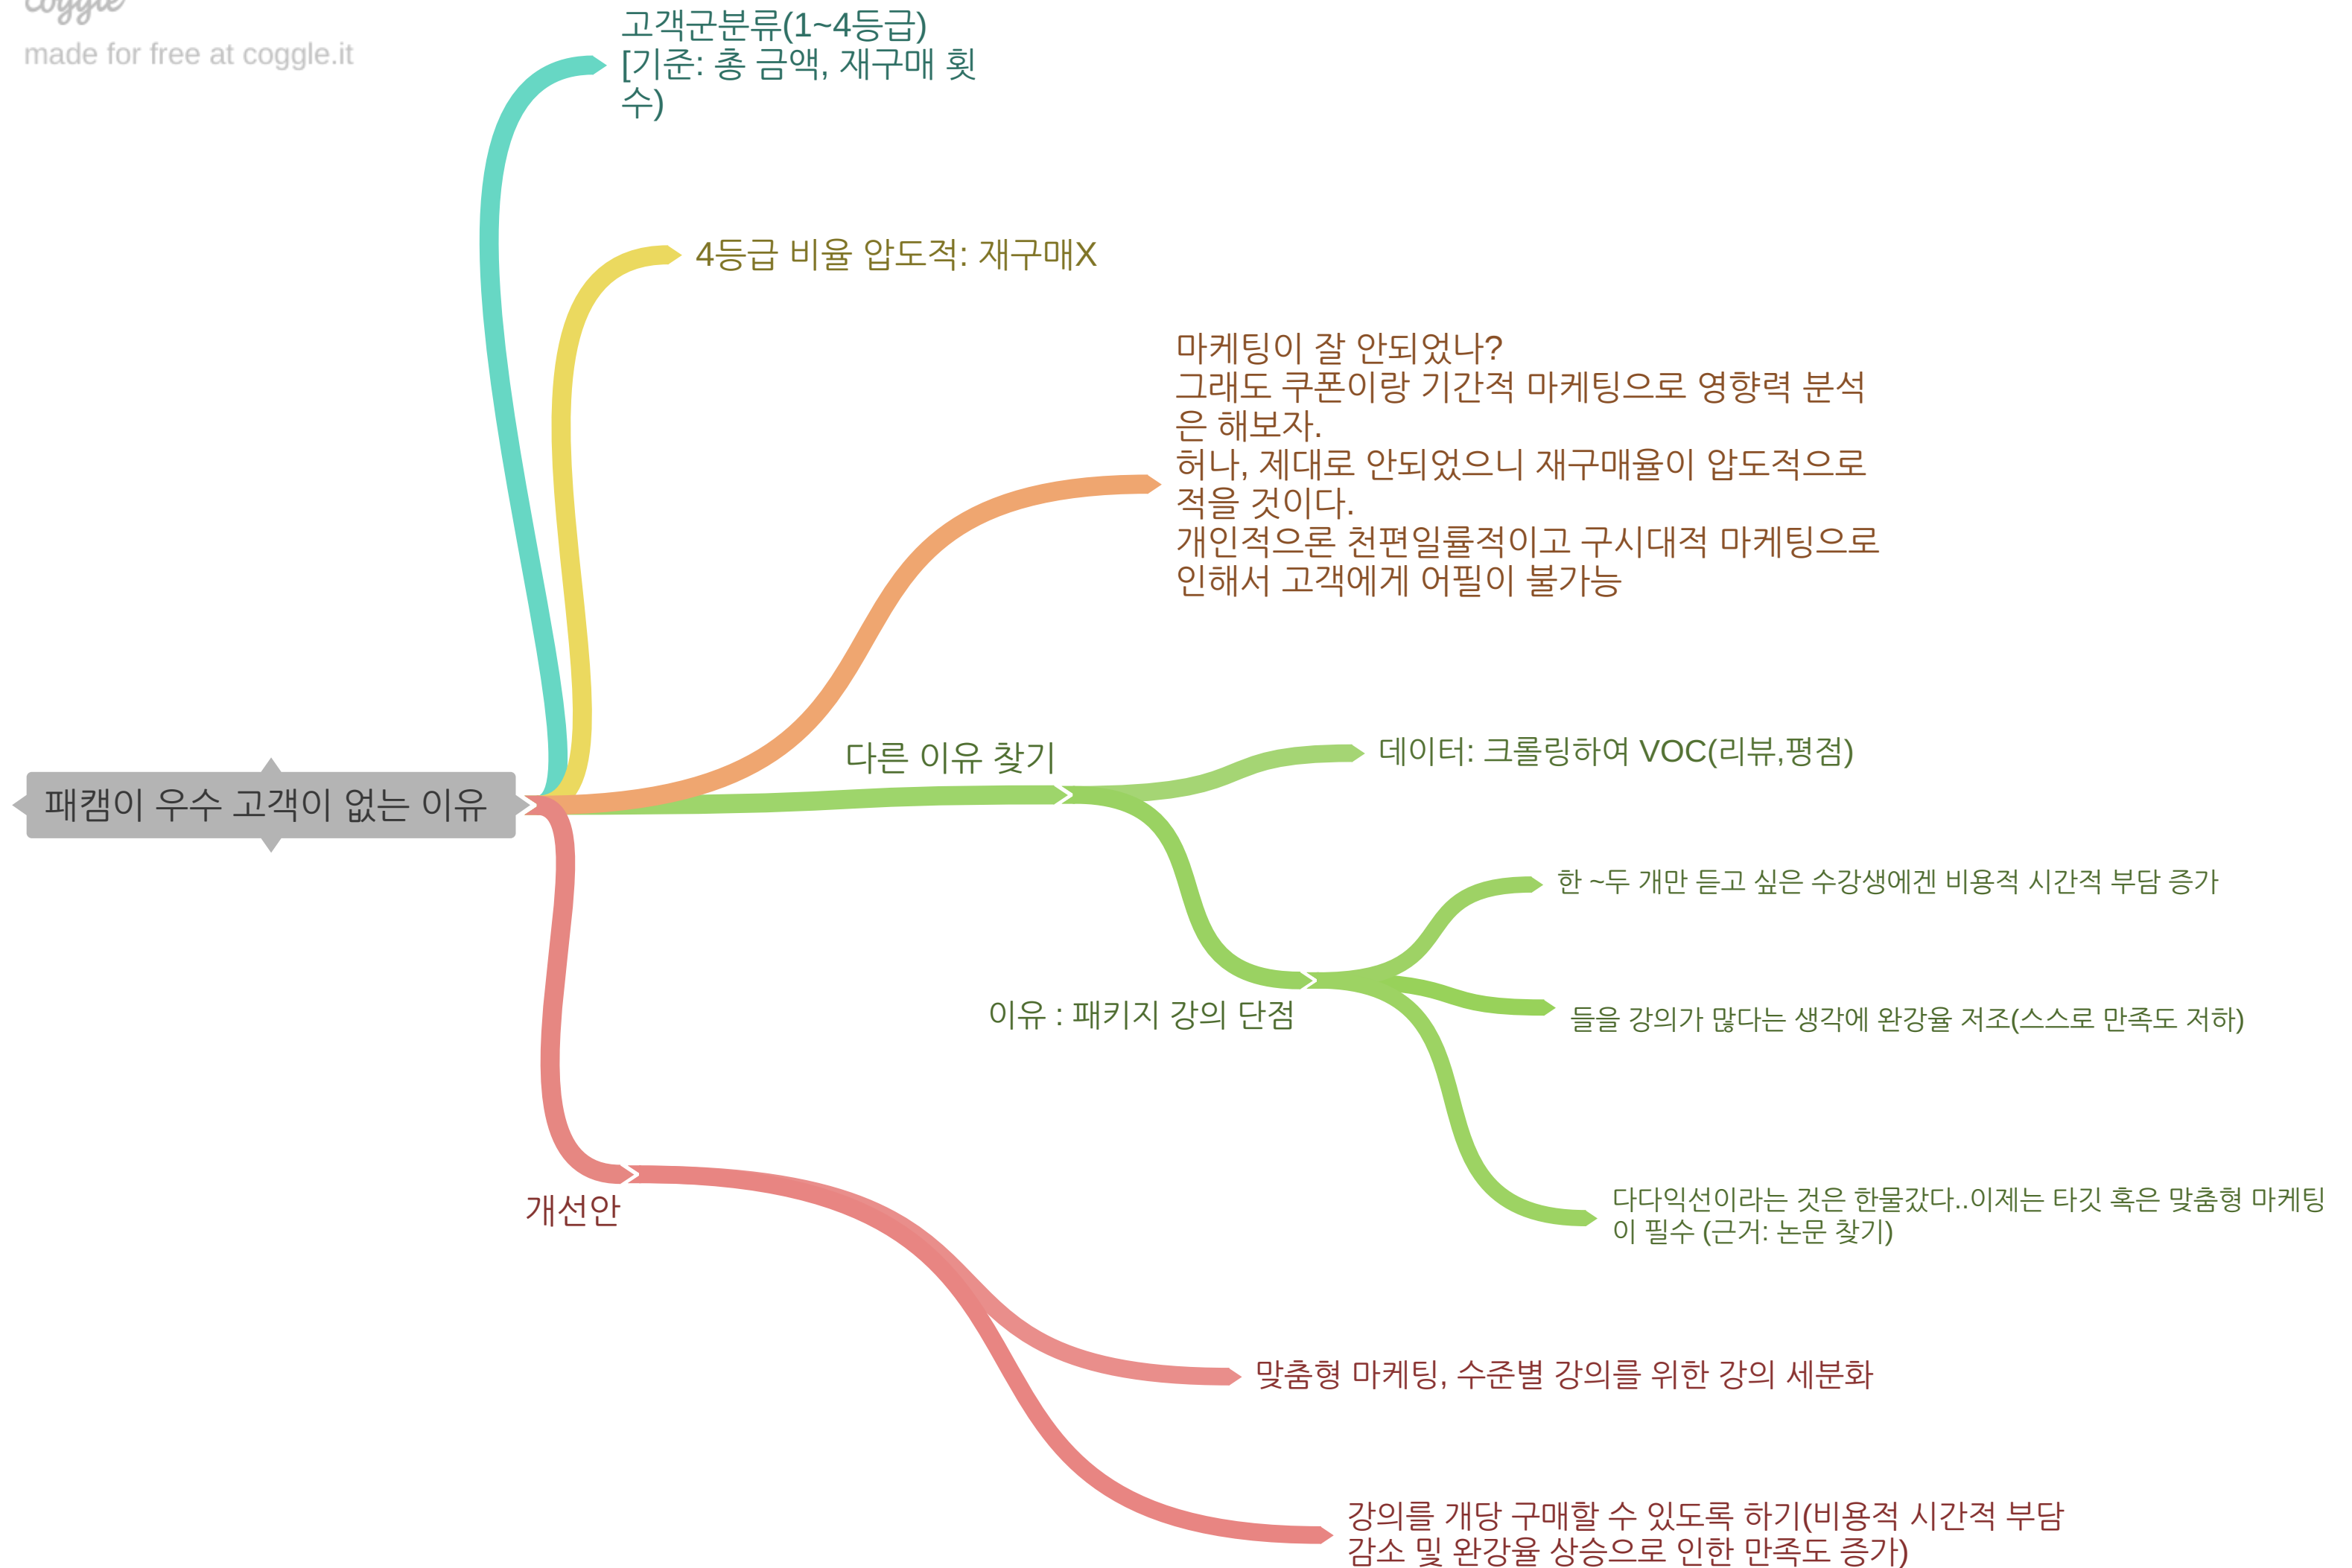 coggle
made for free at coggle.it
고객군분류(1~4등급)
[기준: 총 금액, 재구매 횟
수)
4등급 비율 압도적: 재구매X
마케팅이 잘 안되었나?
그래도 쿠폰이랑 기간적 마케팅으로 영향력 분석
은 해보자.
허나, 제대로 안되었으니 재구매율이 압도적으로
적을 것이다.
개인적으론 천편일률적이고 구시대적 마케팅으로
인해서 고객에게 어필이 불가능
다른 이유 찾기
데이터: 크롤링하여 VOC(리뷰,평점)
패캠이 우수 고객이 없는 이유
한 ~두 개만 듣고 싶은 수강생에겐 비용적 시간적 부담 증가
이유 : 패키지 강의 단점
들을 강의가 많다는 생각에 완강율 저조(스스로 만족도 저하)
다다익선이라는 것은 한물갔다..이제는 타깃 혹은 맞춤형 마케팅
이 필수 (근거: 논문 찾기)
개선안
맞춤형 마케팅, 수준별 강의를 위한 강의 세분화
강의를 개당 구매할 수 있도록 하기(비용적 시간적 부담
감소 및 완강율 상승으로 인한 만족도 증가)